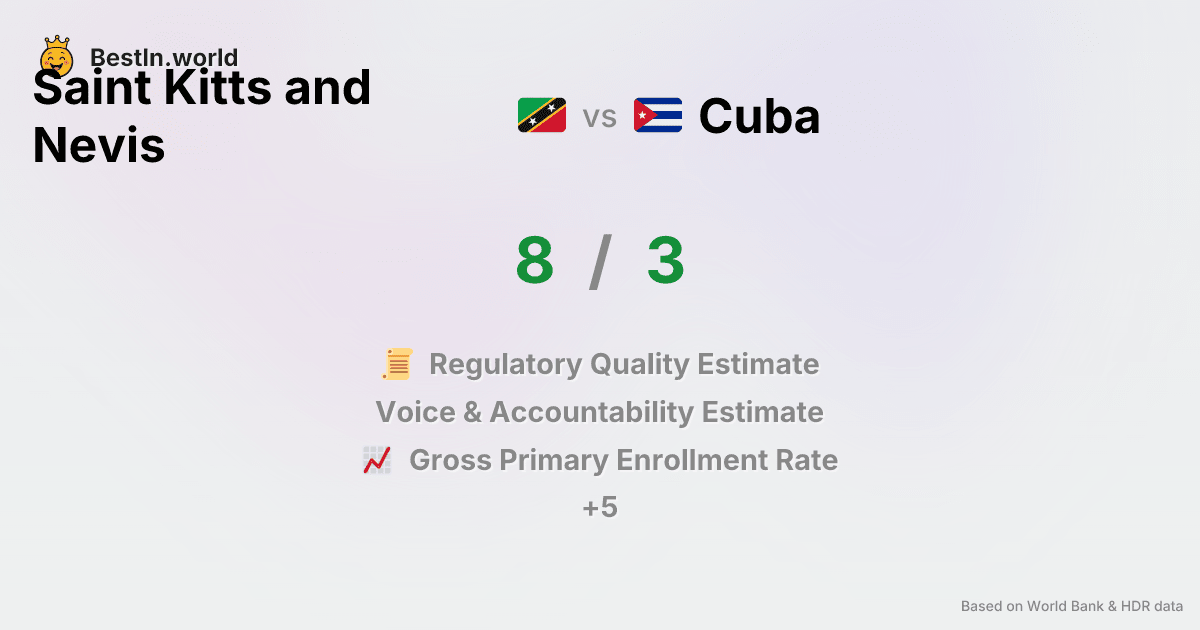 BestIn.world
Saint Kitts and
Nevis
vs Cuba
8 / 3
Regulatory Quality Estimate
Voice & Accountability Estimate
Gross Primary Enrollment Rate
+5
Based on World Bank & HDR data